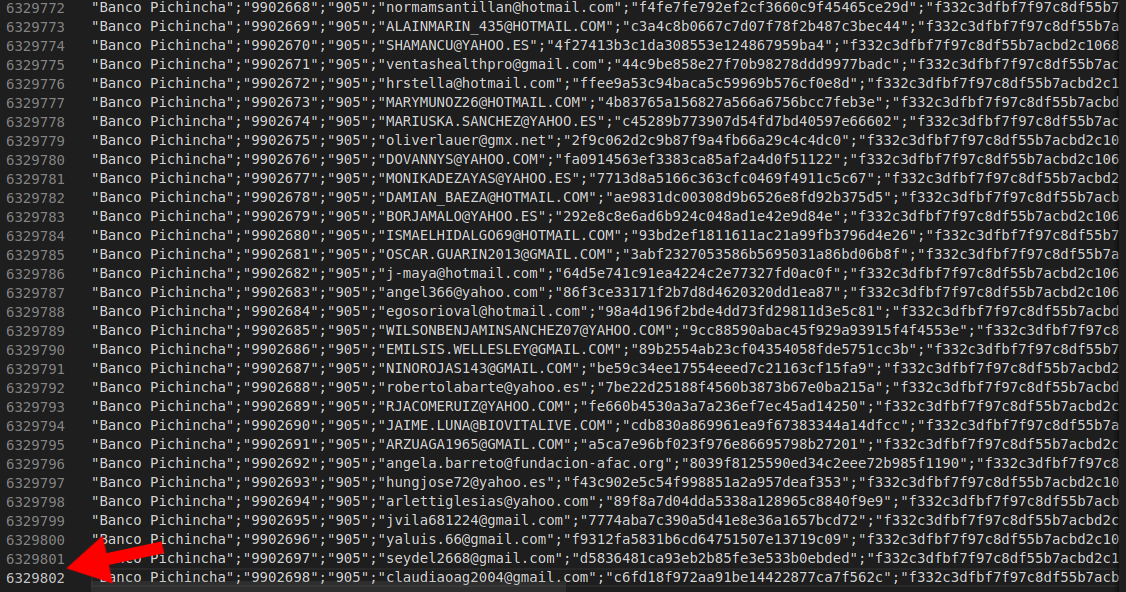 6329772 "Banco Pichincha";"9902668";"905";"normamsantillan@hotmail.com";"f4fe7fe792ef2cf3660c9f45465ce29d";"f332c3dfbf7f97c8df55b7
6329773 "Banco Pichincha";"9902669";"905";"ALAINMARIN_435@HOTMAIL.COM";"c3a4c8b0667c7d07f78f2b487c3bec44";"f332c3dfbf7f97c8df55b7a
6329774 "Banco Pichincha";"9902670";"905";"SHAMANCU@YAHOO.ES";"4f27413b3c1da308553e124867959ba4";"f332c3dfbf7f97c8df55b7acbd2c1068
6329775 "Banco Pichincha";"9902671";"905";"ventashealthpro@gmail.com";"44c9be858e27f70b98278ddd9977badc";"f332c3dfbf7f97c8df55b7ac
6329776 "Banco Pichincha";"9902672";"905";"hrstella@hotmail.com";"ffee9a53c94baca5c59969b576cf0e8d";"f332c3dfbf7f97c8df55b7acbd2c1
6329777 "Banco Pichincha";"9902673";"905";"MARYMUNOZ26@HOTMAIL.COM";"4b83765a156827a566a6756bcc7feb3e";"f332c3dfbf7f97c8df55b7acbd
6329778 "Banco Pichincha";"9902674";"905";"MARIUSKA.SANCHEZ@YAHOO.ES";"c45289b773907d54fd7bd40597e66602";"f332c3dfbf7f97c8df55b7ac
6329779 "Banco Pichincha";"9902675";"905";"oliverlauer@gmx.net";"2f9c062d2c9b87f9a4fb66a29c4c4dc0";"f332c3dfbf7f97c8df55b7acbd2c10
6329780 "Banco Pichincha";"9902676";"905";"DOVANNYS@YAHOO.COM";"fa0914563ef3383ca85af2a4d0f51122";"f332c3dfbf7f97c8df55b7acbd2c106
6329781 "Banco Pichincha";"9902677";"905";"MONIKADEZAYAS@YAHOO.ES";"7713d8a5166c363cfc0469f4911c5c67";"f332c3dfbf7f97c8df55b7acbd2
6329782 "Banco Pichincha";"9902678";"905";"DAMIAN_BAEZA@HOTMAIL.COM";"ae9831dc00308d9b6526e8fd92b375d5";"f332c3dfbf7f97c8df55b7acb
6329783 "Banco Pichincha";"9902679";"905";"BORJAMALO@YAHOO.ES";"292e8c8e6ad6b924c048ad1e42e9d84e";"f332c3dfbf7f97c8df55b7acbd2c106
6329784 "Banco Pichincha";"9902680";"905";"ISMAELHIDALGO69@HOTMAIL.COM";"93bd2ef1811611ac21a99fb3796d4e26";"f332c3dfbf7f97c8df55b7
6329785 "Banco Pichincha";"9902681";"905";"OSCAR.GUARIN2013@GMAIL.COM";"3abf2327053586b5695031a86bd06b8f";"f332c3dfbf7f97c8df55b7a
6329786 "Banco Pichincha";"9902682";"905";"j-maya@hotmail.com";"64d5e741c91ea4224c2e77327fd0ac0f";"f332c3dfbf7f97c8df55b7acbd2c106
6329787 "Banco Pichincha";"9902683";"905";"angel366@yahoo.com";"86f3ce33171f2b7d8d4620320dd1ea87";"f332c3dfbf7f97c8df55b7acbd2c106
6329788 "Banco Pichincha";"9902684";"905";"egosorioval@hotmail.com";"98a4d196f2bde4dd73fd29811d3e5c81";"f332c3dfbf7f97c8df55b7acbd
6329789 "Banco Pichincha";"9902685";"905";"WILSONBENJAMINSANCHEZ07@YAHOO.COM";"9cc88590abac45f929a93915f4f4553e";"f332c3dfbf7f97c8
6329790 "Banco Pichincha";"9902686";"905";"EMILSIS.WELLESLEY@GMAIL.COM";"89b2554ab23cf04354058fde5751cc3b";"f332c3dfbf7f97c8df55b7
6329791 "Banco Pichincha";"9902687";"905";"NINOROJAS143@GMAIL.COM";"be59c34ee17554eeed7c21163cf15fa9";"f332c3dfbf7f97c8df55b7acbd2
6329792 "Banco Pichincha";"9902688";"905";"robertolabarte@yahoo.es";"7be22d25188f4560b3873b67e0ba215a";"f332c3dfbf7f97c8df55b7acbd
6329793 "Banco Pichincha";"9902689";"905";"RJACOMERUIZ@YAHOO.COM";"fe660b4530a3a7a236ef7ec45ad14250";"f332c3dfbf7f97c8df55b7acbd2c
6329794 "Banco Pichincha";"9902690";"905";"JAIME.LUNA@BIOVITALIVE.COM";"cdb830a869961ea9f67383344a14dfcc";"f332c3dfbf7f97c8df55b7a
6329795 "Banco Pichincha";"9902691";"905";"ARZUAGA1965@GMAIL.COM";"a5ca7e96bf023f976e86695798b27201";"f332c3dfbf7f97c8df55b7acbd2c
6329796 "Banco Pichincha";"9902692";"905";"angela.barreto@fundacion-afac.org";"8039f8125590ed34c2eee72b985f1190";"f332c3dfbf7f97c8
6329797 "Banco Pichincha";"9902693";"905";"hungjose72@yahoo.es";"f43c902e5c54f998851a2a957deaf353";"f332c3dfbf7f97c8df55b7acbd2c10
6329798 "Banco Pichincha";"9902694";"905";"arlettiglesias@yahoo.com";"89f8a7d04dda5338a128965c8840f9e9";"f332c3dfbf7f97c8df55b7acb
6329799 "Banco Pichincha";"9902695";"905";"jvila681224@gmail.com";"7774aba7c390a5d41e8e36a1657bcd72";"f332c3dfbf7f97c8df55b7acbd2c
6329800 "Banco Pichincha";"9902696";"905";"yaluis.66@gmail.com";"f9312fa5831b6cd64751507e13719c09";"f332c3dfbf7f97c8df55b7acbd2c10
6329801 Pichincha";"9902697";"905";"seydel2668@gmail.com";"d5836481ca93eb2b85fe3e533b0ebded";"f332c3dfbf7f97c8df55b7acbd2c1
6329802 "Banco Pichincha";"9902698";"905";"claudiaoag2004@gmail.com";"c6fd18f972aa91be14422877ca7f562c";"f332c3dfbf7f97c8df55b7acb